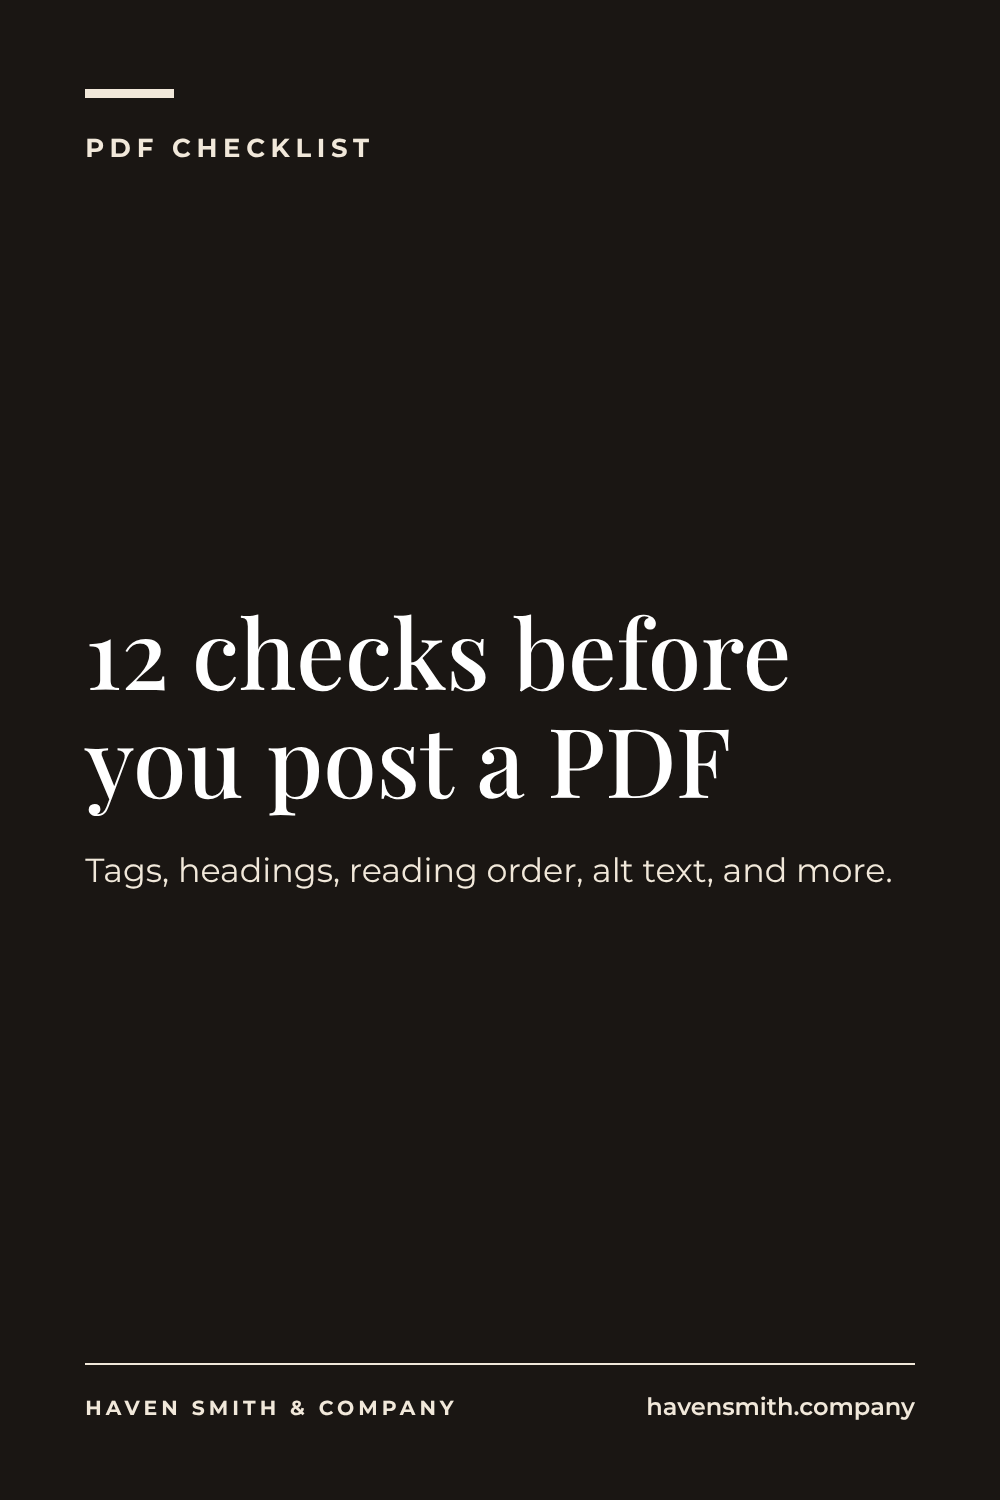 PDF CHECKLIST
12 checks before
you post a PDF
Tags, headings, reading order, alt text, and more.
HAVEN SMITH & COMPANY
havensmith.company